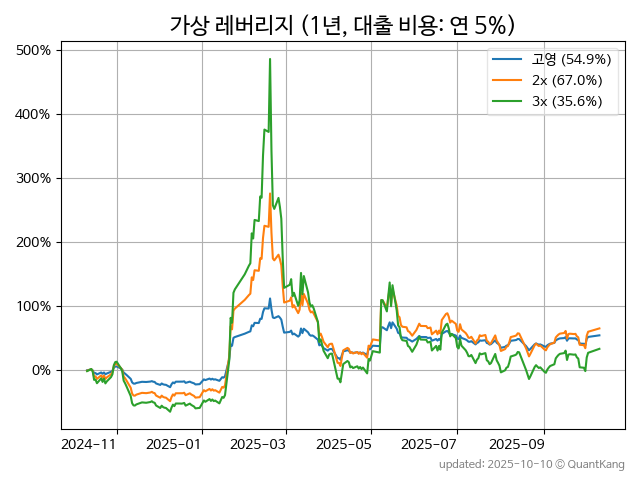 가상 레버리지 (1년, 대출 비용: 연 5%)
고영 (54.9%)
2x (67.0%)
3x (35.6%)
500%
400%
300%
200%
100%
0%
2024-11
2025-01
2025-03
2025-05
2025-07
2025-09
updated: 2025-10-10 © QuantKang